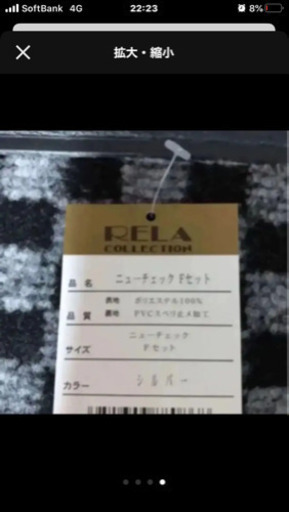 SoftBank 4G 22:23 8%
拡大・縮小
RELA
COLLECTION
品名 ニューチェック Fセット
表地 ポリエステル100%
品質 裏地 PVCスベリ止メ加工
サイズ ニューチェック
Fセット
カラー シルバー